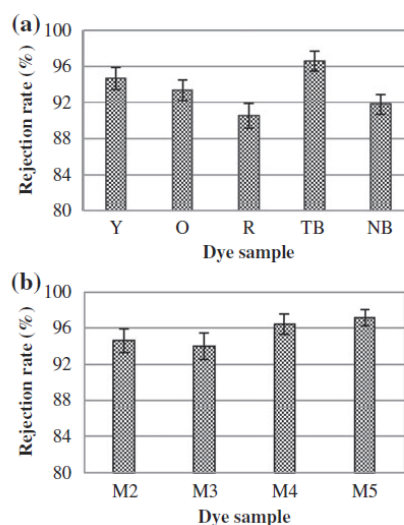 (a)
Rejection rate (%)
100
96
92
88
84
80
Y O R TB NB
Dye sample
(b)
Rejection rate (%)
100
96
92
88
84
80
M2 M3 M4 M5
Dye sample